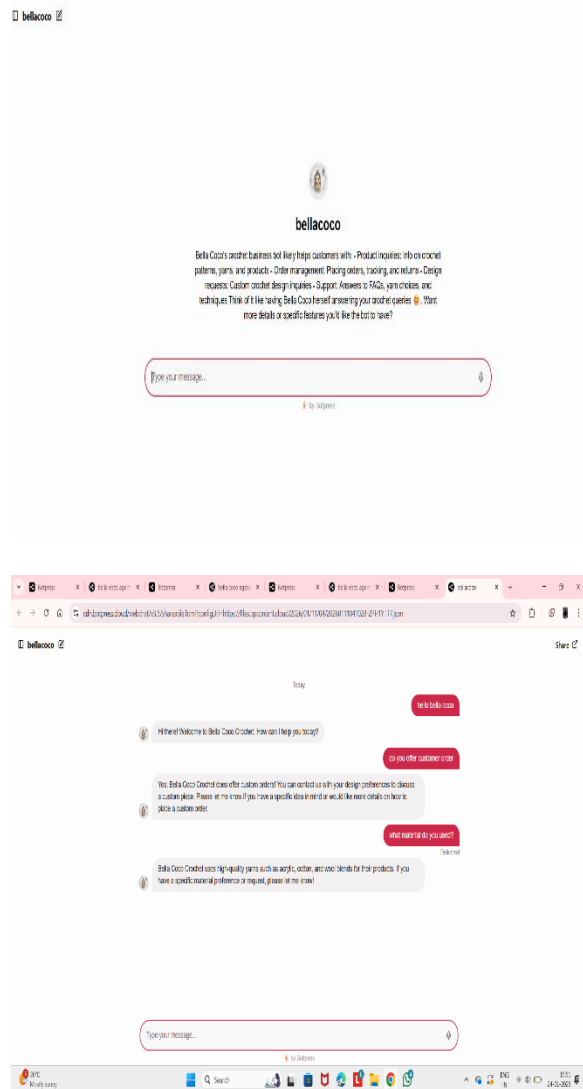 bellacoco
bellacoco
Bella Coco's crochet business bot likely helps customers with: - Product inquiries: Info on crochet
patterns, yarns, and products - Order management: Placing orders, tracking, and returns - Design
requests: Custom crochet design inquiries - Support: Answers to FAQs, yarn choices, and
techniques Think of it like having Bella Coco herself answering your crochet queries 😊. Want
more details or specific features you'd like the bot to have?
Type your message...
by Botpress
Botpress
Botpress
Botpress
Botpress
bellacoco
Share
Today
hello bella coco
Hi there! Welcome to Bella Coco Crochet. How can I help you today?
do you offer customer order
Yes, Bella Coco Crochet does offer custom orders! You can contact us with your design preferences to discuss
a custom piece. Please let me know if you have a specific idea in mind or would like more details on how to
place a custom order.
what material do you used?
Delivered
Bella Coco Crochet uses high-quality yarns such as acrylic, cotton, and wool blends for their products. If you
have a specific material preference or request, please let me know!
Type your message...
by Botpress
Mostly sunny
Search
ENG
IN